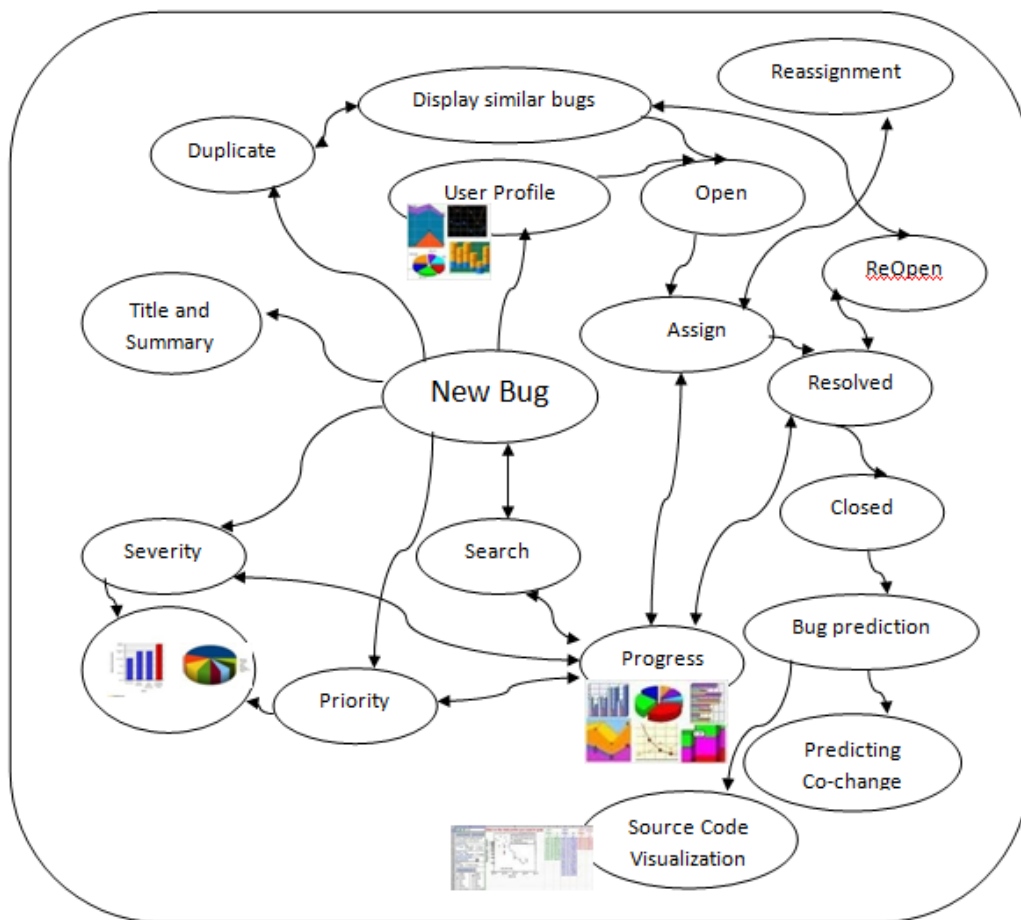 Reassignment
Display similar bugs
Duplicate
User Profile
Open
ReOpen
Title and
Summary
Assign
New Bug
Resolved
Closed
Severity
Search
Bug prediction
Progress
Priority
Predicting
Co-change
Source Code
Visualization